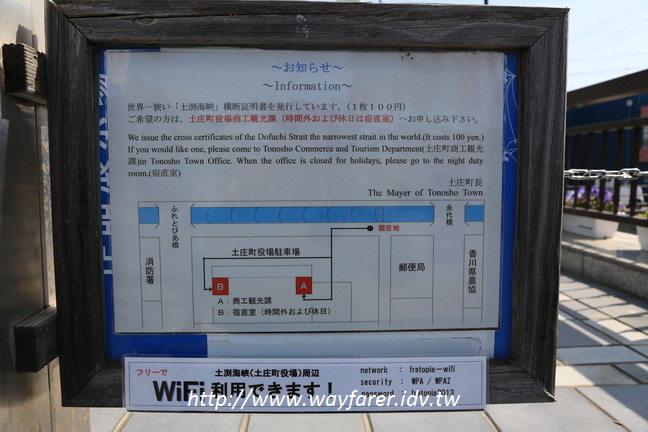 ～お知らせ～
～Information～
世界一狭い「土渕海峡」横断証明書を発行しています。（１枚１００円）
ご希望の方は、土庄町役場商工観光課（時間外および休日は宿直室）へお申し込み下さい。
We issue the cross certificates of the Dofuchi Strait the narrowest strait in the world.(It costs 100 yen.)
If you would like one, please come to Tonosho Commerce and Tourism Department(土庄町商工観光
課)in Tonosho Town Office. When the office is closed for holidays, please go to the night duty
room.(宿直室)
土庄町長
The Mayor of Tonosho Town
ふれとぴあ橋
永代橋
現在地
消防署
土庄町役場駐車場
郵便局
香川県農協
B
A
A：商工観光課
B：宿直室（時間外および休日）
フリーで
土渕海峡(土庄町役場)周辺
WiFi 利用できます！
network : fretopia-wifi
security : WPA / WPA2
password : fretopia2013
http://www.wayfarer.idv.tw